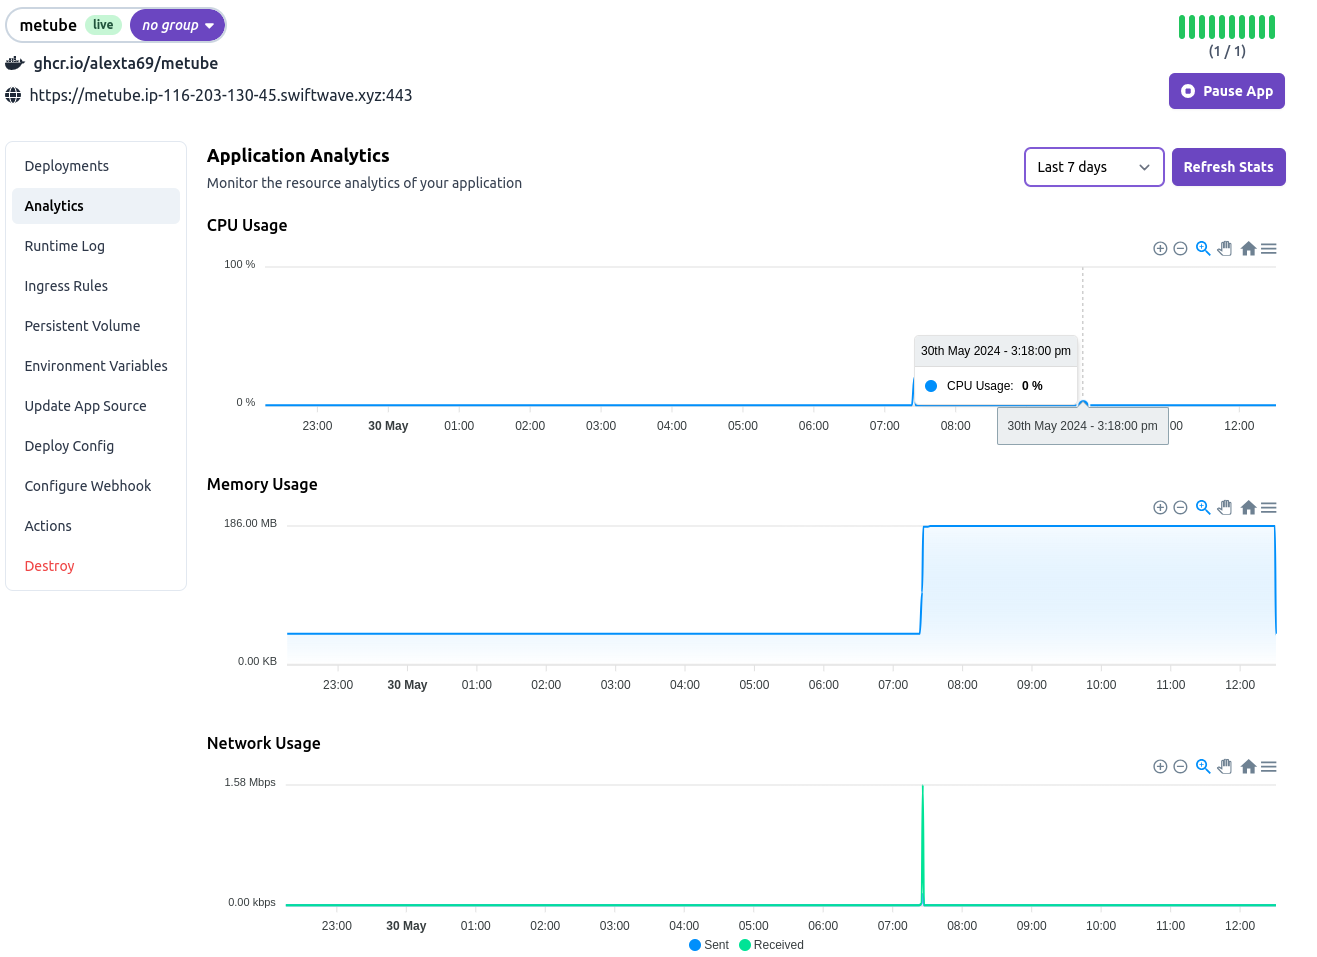 metube live no group
(1 / 1)
ghcr.io/alexta69/metube
https://metube.ip-116-203-130-45.swiftwave.xyz:443
Pause App
Deployments
Analytics
Runtime Log
Ingress Rules
Persistent Volume
Environment Variables
Update App Source
Deploy Config
Configure Webhook
Actions
Destroy
Application Analytics
Monitor the resource analytics of your application
Last 7 days
Refresh Stats
CPU Usage
100 %
30th May 2024 - 3:18:00 pm
CPU Usage: 0 %
0 %
23:00 30 May 01:00 02:00 03:00 04:00 05:00 06:00 07:00 08:00 30th May 2024 - 3:18:00 pm 00 12:00
Memory Usage
186.00 MB
0.00 KB
23:00 30 May 01:00 02:00 03:00 04:00 05:00 06:00 07:00 08:00 09:00 10:00 11:00 12:00
Network Usage
1.58 Mbps
0.00 kbps
23:00 30 May 01:00 02:00 03:00 04:00 05:00 06:00 07:00 08:00 09:00 10:00 11:00 12:00
Sent Received